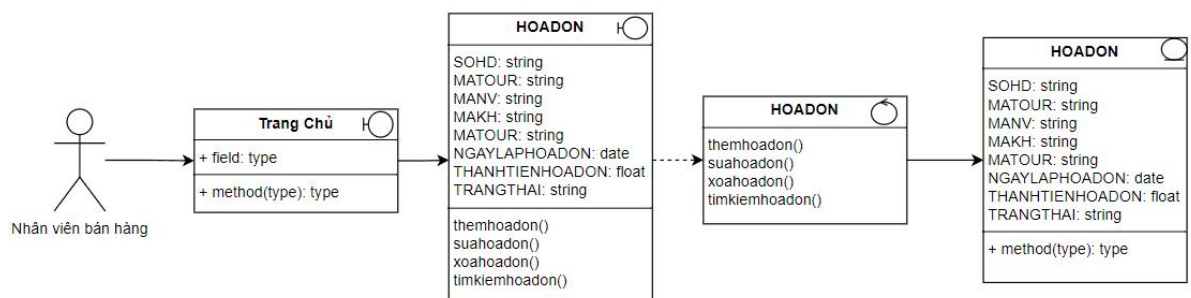 Nhân viên bán hàng
Trang Chủ
+ field: type
+ method(type): type
HOADON
SOHD: string
MATOUR: string
MANV: string
MAKH: string
MATOUR: string
NGAYLAPHOADON: date
THANHTIENHOADON: float
TRANGTHAI: string
themhoadon()
suahoadon()
xoahoadon()
timkiemhoadon()
HOADON
themhoadon()
suahoadon()
xoahoadon()
timkiemhoadon()
HOADON
SOHD: string
MATOUR: string
MANV: string
MAKH: string
MATOUR: string
NGAYLAPHOADON: date
THANHTIENHOADON: float
TRANGTHAI: string
+ method(type): type